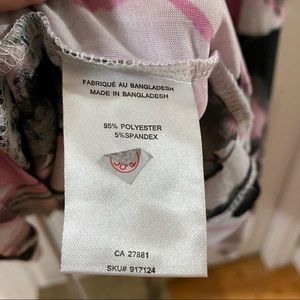 FABRIQUÉ AU BANGLADESH
MADE IN BANGLADESH
95% POLYESTER
5%SPANDEX
CA 27881
SKU# 917124